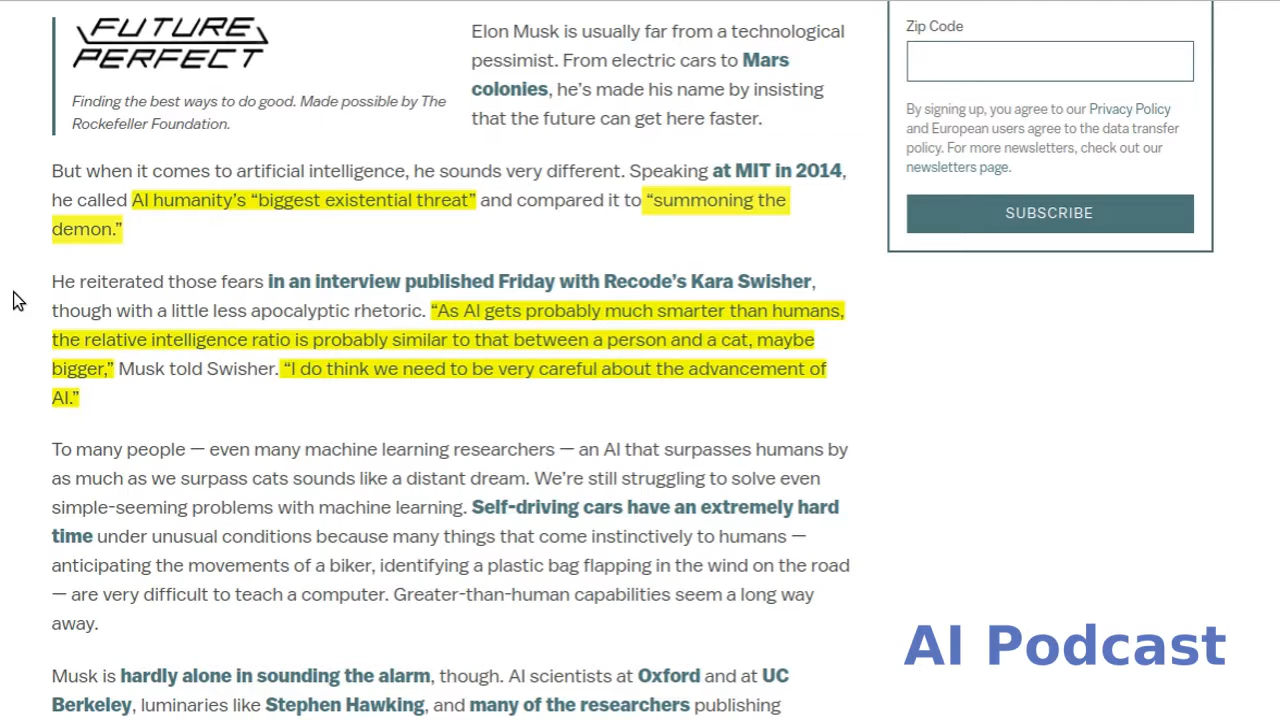 FUTURE
PERFECT
Finding the best ways to do good. Made possible by The
Rockefeller Foundation.
Elon Musk is usually far from a technological
pessimist. From electric cars to Mars
colonies, he’s made his name by insisting
that the future can get here faster.
But when it comes to artificial intelligence, he sounds very different. Speaking at MIT in 2014,
he called AI humanity’s “biggest existential threat” and compared it to “summoning the
demon.”
He reiterated those fears in an interview published Friday with Recode’s Kara Swisher,
though with a little less apocalyptic rhetoric. “As AI gets probably much smarter than humans,
the relative intelligence ratio is probably similar to that between a person and a cat, maybe
bigger,” Musk told Swisher. “I do think we need to be very careful about the advancement of
AI.”
To many people — even many machine learning researchers — an AI that surpasses humans by
as much as we surpass cats sounds like a distant dream. We’re still struggling to solve even
simple-seeming problems with machine learning. Self-driving cars have an extremely hard
time under unusual conditions because many things that come instinctively to humans —
anticipating the movements of a biker, identifying a plastic bag flapping in the wind on the road
— are very difficult to teach a computer. Greater-than-human capabilities seem a long way
away.
Musk is hardly alone in sounding the alarm, though. AI scientists at Oxford and at UC
Berkeley, luminaries like Stephen Hawking, and many of the researchers publishing
Zip Code
By signing up, you agree to our Privacy Policy
and European users agree to the data transfer
policy. For more newsletters, check out our
newsletters page.
SUBSCRIBE
AI Podcast